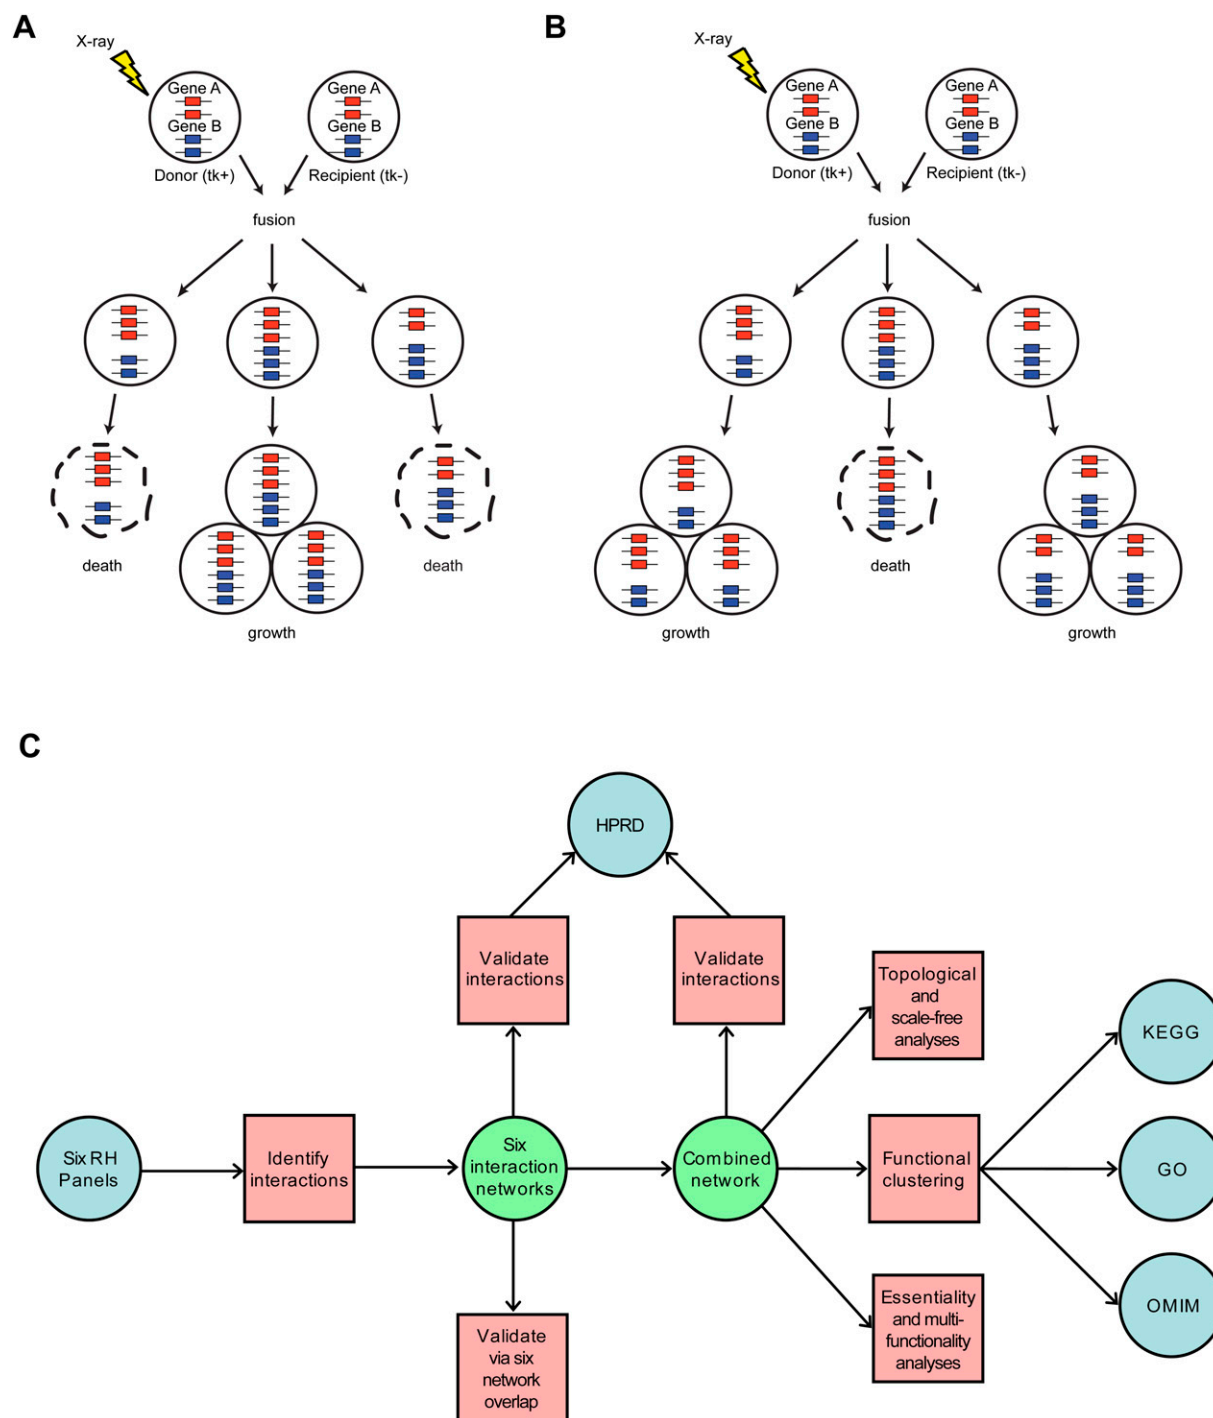 A
X-ray
Gene A
Gene B
Donor (tk+)
Gene A
Gene B
Recipient (tk-)
fusion
death
growth
death
B
X-ray
Gene A
Gene B
Donor (tk+)
Gene A
Gene B
Recipient (tk-)
fusion
growth
death
growth
C
HPRD
Validate
interactions
Validate
interactions
Topological
and
scale-free
analyses
KEGG
Six RH
Panels
Identify
interactions
Six
interaction
networks
Combined
network
Functional
clustering
GO
Validate
via six
network
overlap
Essentiality
and multi-
functionality
analyses
OMIM